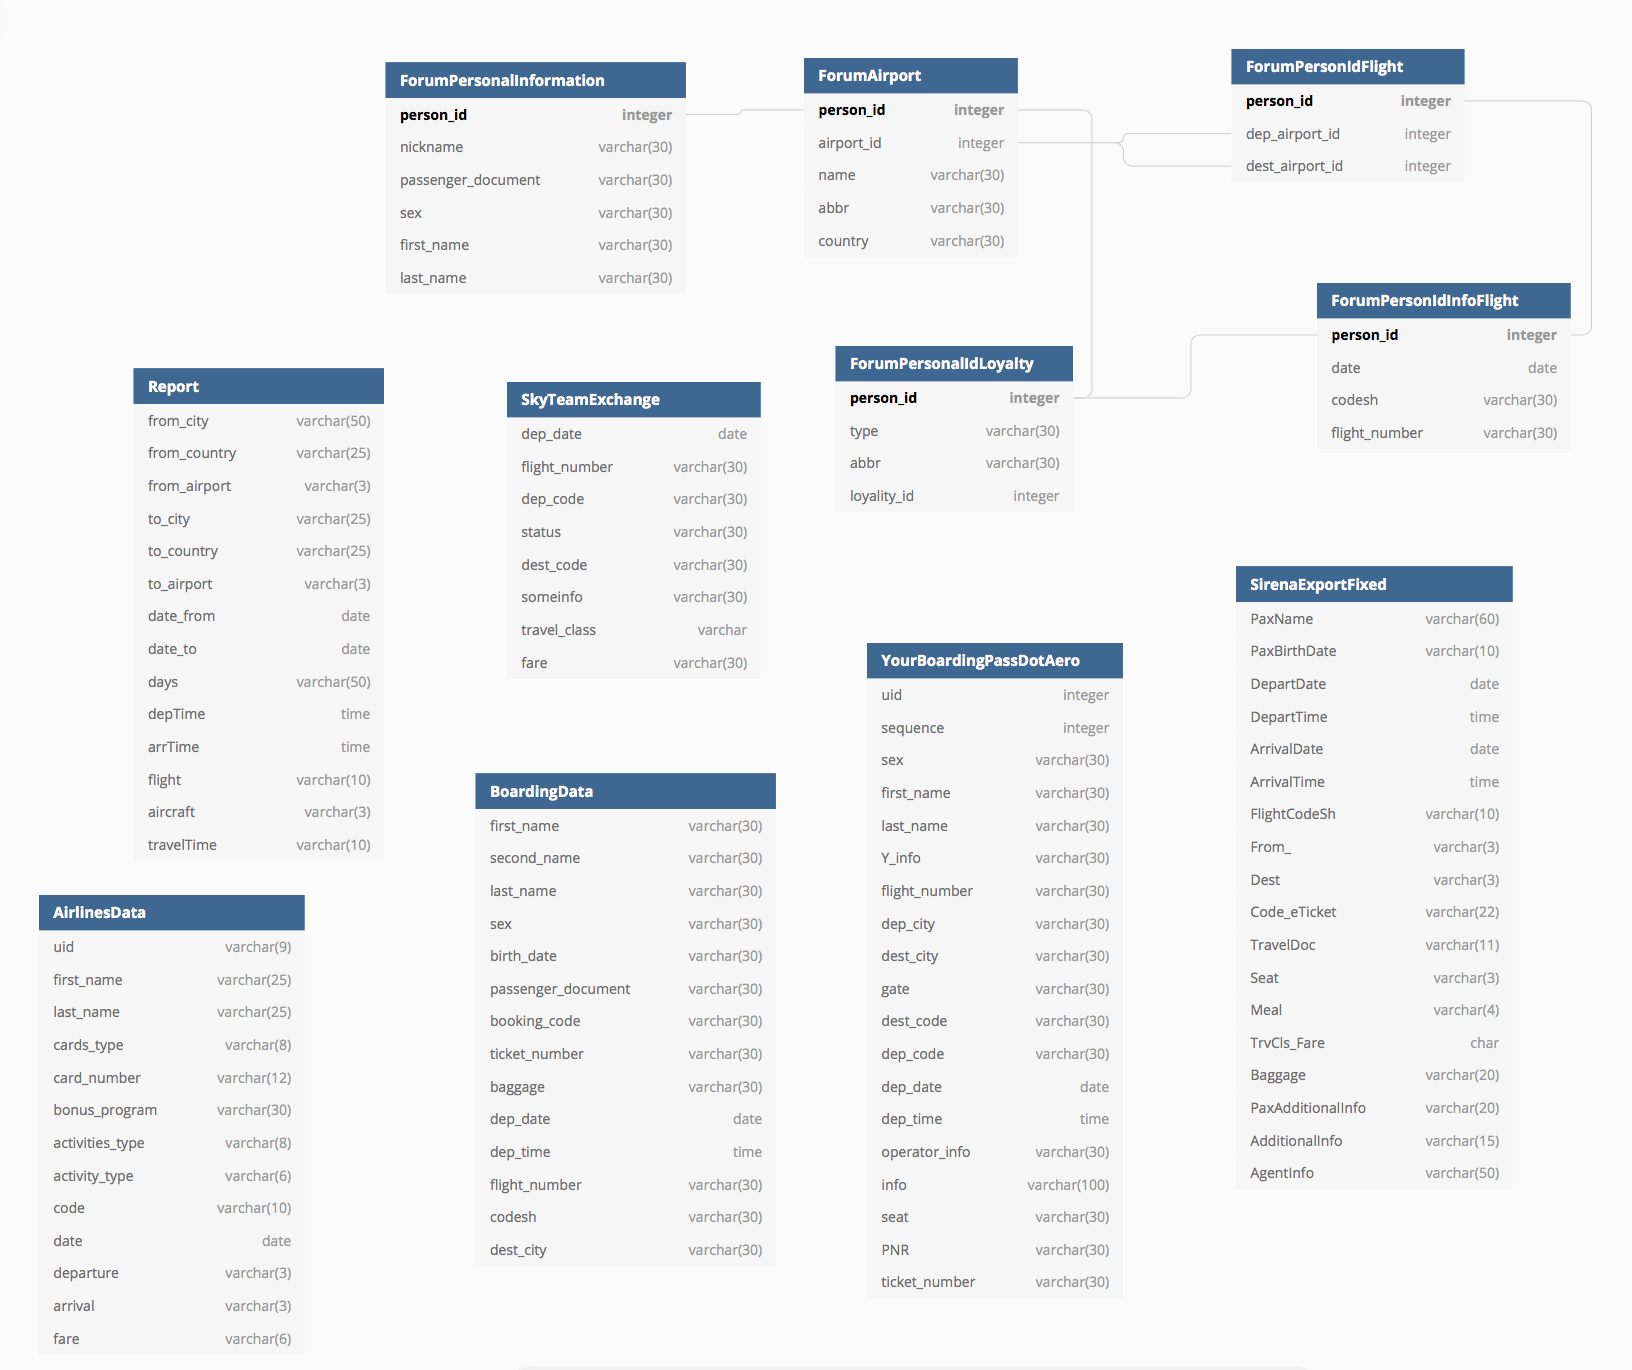 ForumPersonalInformation
person_id integer
nickname varchar(30)
passenger_document varchar(30)
sex varchar(30)
first_name varchar(30)
last_name varchar(30)
ForumAirport
person_id integer
airport_id integer
name varchar(30)
abbr varchar(30)
country varchar(30)
ForumPersonIdFlight
person_id integer
dep_airport_id integer
dest_airport_id integer
ForumPersonIdInfoFlight
person_id integer
date date
codesh varchar(30)
flight_number varchar(30)
ForumPersonalIdLoyalty
person_id integer
type varchar(30)
abbr varchar(30)
loyality_id integer
Report
from_city varchar(50)
from_country varchar(25)
from_airport varchar(3)
to_city varchar(25)
to_country varchar(25)
to_airport varchar(3)
date_from date
date_to date
days varchar(50)
depTime time
arrTime time
flight varchar(10)
aircraft varchar(3)
travelTime varchar(10)
SkyTeamExchange
dep_date date
flight_number varchar(30)
dep_code varchar(30)
status varchar(30)
dest_code varchar(30)
someinfo varchar(30)
travel_class varchar
fare varchar(30)
SirenaExportFixed
PaxName varchar(60)
PaxBirthDate varchar(10)
DepartDate date
DepartTime time
ArrivalDate date
ArrivalTime time
FlightCodeSh varchar(10)
From_ varchar(3)
Dest varchar(3)
Code_eTicket varchar(22)
TravelDoc varchar(11)
Seat varchar(3)
Meal varchar(4)
TrvCls_Fare char
Baggage varchar(20)
PaxAdditionalInfo varchar(20)
AdditionalInfo varchar(15)
AgentInfo varchar(50)
YourBoardingPassDotAero
uid integer
sequence integer
sex varchar(30)
first_name varchar(30)
last_name varchar(30)
Y_info varchar(30)
flight_number varchar(30)
dep_city varchar(30)
dest_city varchar(30)
gate varchar(30)
dest_code varchar(30)
dep_code varchar(30)
dep_date date
dep_time time
operator_info varchar(30)
info varchar(100)
seat varchar(30)
PNR varchar(30)
ticket_number varchar(30)
BoardingData
first_name varchar(30)
second_name varchar(30)
last_name varchar(30)
sex varchar(30)
birth_date varchar(30)
passenger_document varchar(30)
booking_code varchar(30)
ticket_number varchar(30)
baggage varchar(30)
dep_date date
dep_time time
flight_number varchar(30)
codesh varchar(30)
dest_city varchar(30)
AirlinesData
uid varchar(9)
first_name varchar(25)
last_name varchar(25)
cards_type varchar(8)
card_number varchar(12)
bonus_program varchar(30)
activities_type varchar(8)
activity_type varchar(6)
code varchar(10)
date date
departure varchar(3)
arrival varchar(3)
fare varchar(6)